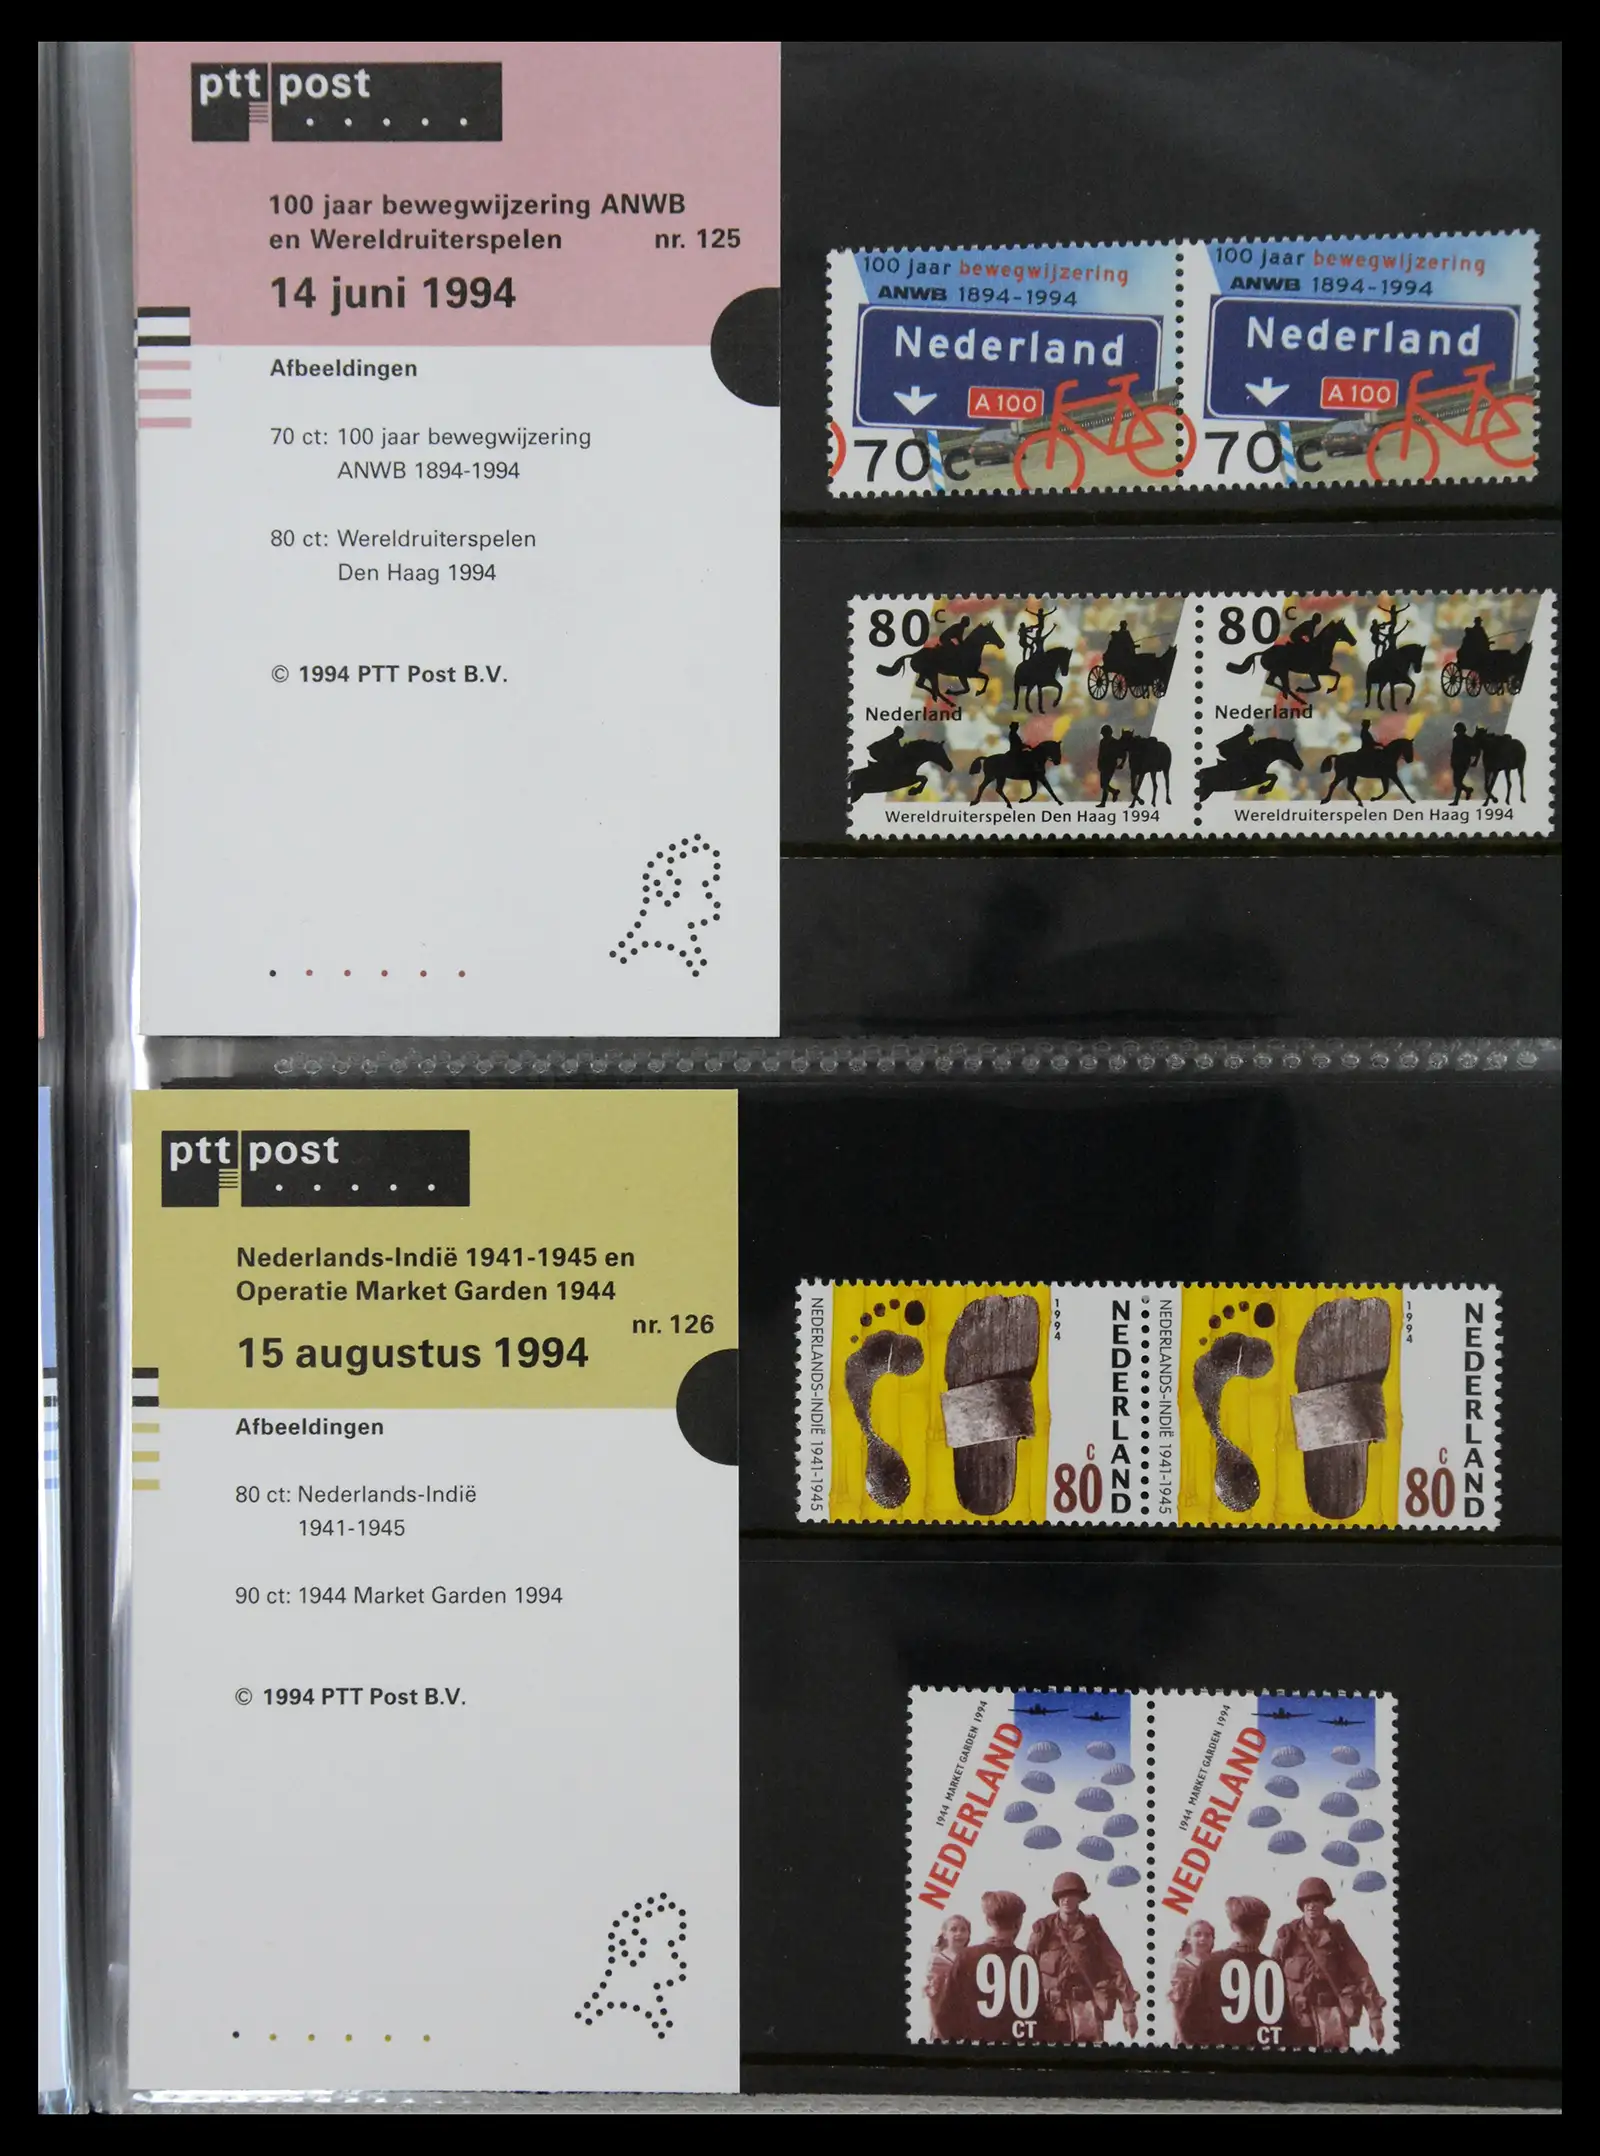 ptt post
100 jaar bewegwijzering ANWB
en Wereldruiterspelen nr. 125
14 juni 1994
Afbeeldingen
70 ct: 100 jaar bewegwijzering
ANWB 1894-1994
80 ct: Wereldruiterspelen
Den Haag 1994
© 1994 PTT Post B.V.
100 jaar bewegwijzering
ANWB 1894-1994
Nederland
A 100
70 c
100 jaar bewegwijzering
ANWB 1894-1994
Nederland
A 100
70 c
80 c
Nederland
Wereldruiterspelen Den Haag 1994
80 c
Nederland
Wereldruiterspelen Den Haag 1994
ptt post
Nederlands-Indië 1941-1945 en
Operatie Market Garden 1944
nr. 126
15 augustus 1994
Afbeeldingen
80 ct: Nederlands-Indië
1941-1945
90 ct: 1944 Market Garden 1994
© 1994 PTT Post B.V.
NEDERLANDS-INDIË 1941-1945
1994
NEDERLAND
80 c
NEDERLANDS-INDIË 1941-1945
1994
NEDERLAND
80 c
1944 MARKET GARDEN 1994
NEDERLAND
90
CT
1944 MARKET GARDEN 1994
NEDERLAND
90
CT